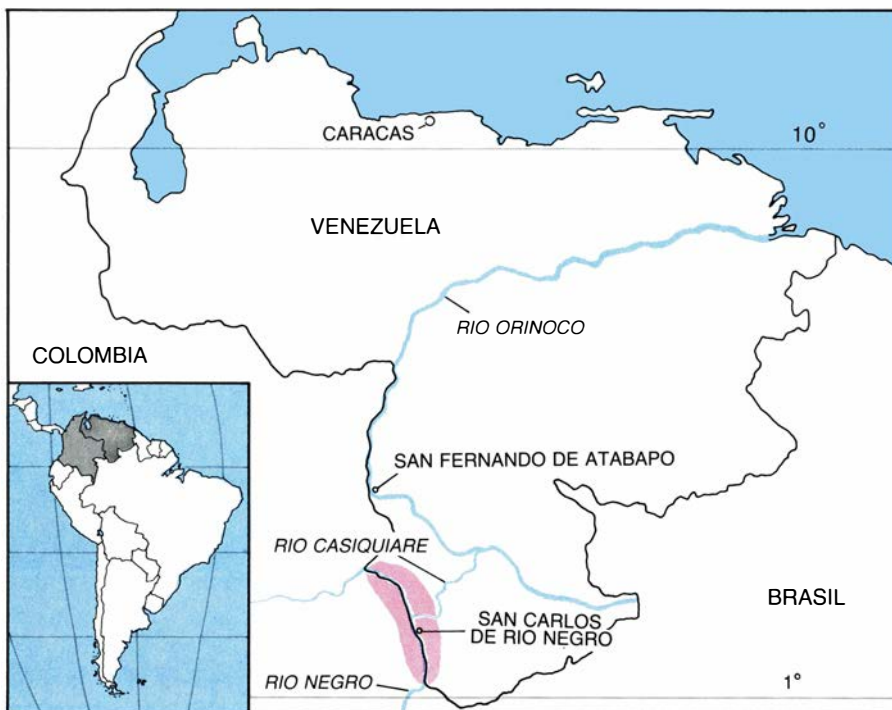 CARACAS
10°
VENEZUELA
RIO ORINOCO
COLOMBIA
SAN FERNANDO DE ATABAPO
RIO CASIQUIARE
BRASIL
SAN CARLOS
DE RIO NEGRO
RIO NEGRO
1°